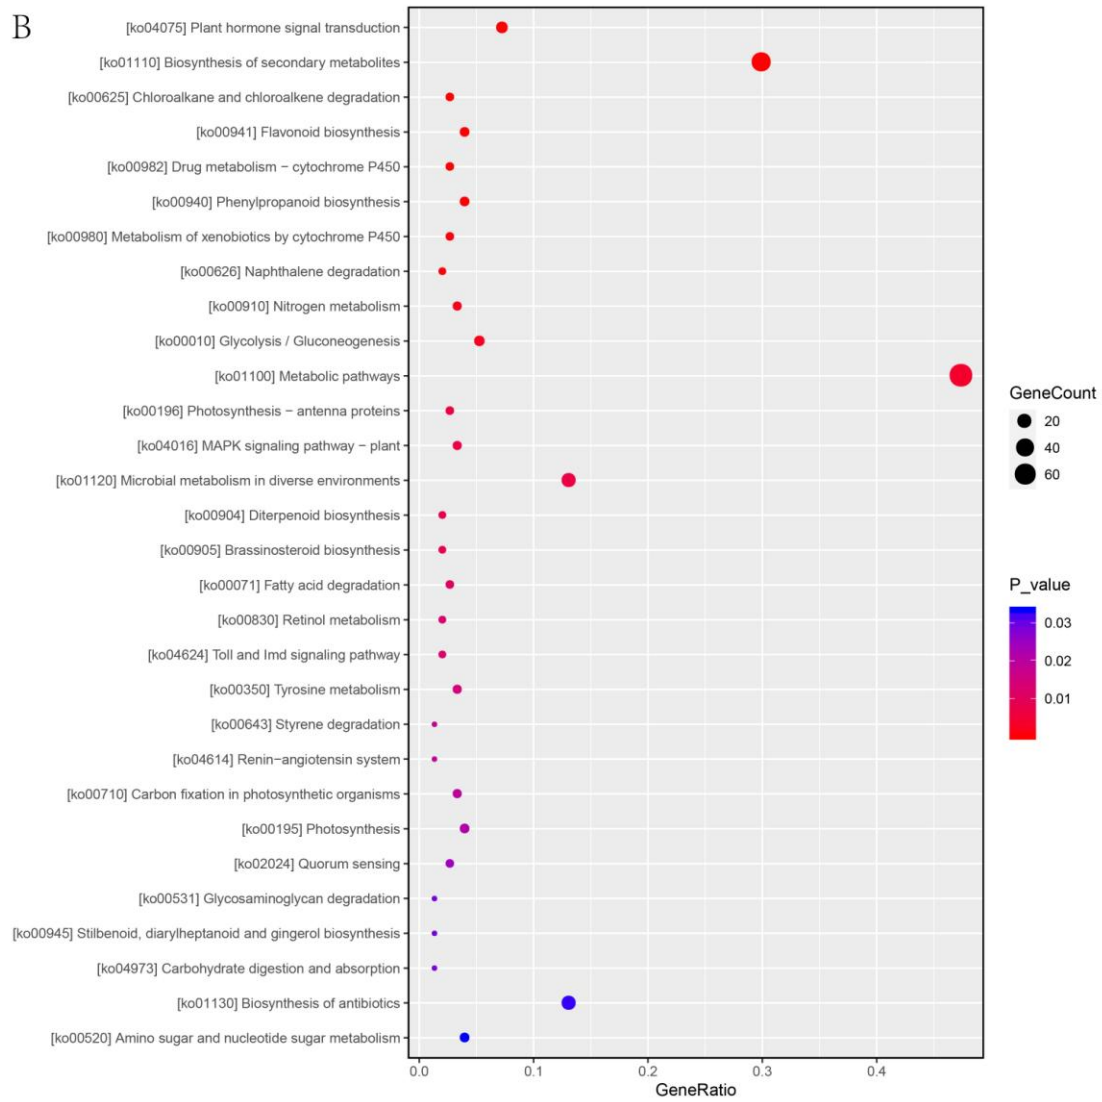 B
[ko04075] Plant hormone signal transduction
[ko01110] Biosynthesis of secondary metabolites
[ko00625] Chloroalkane and chloroalkene degradation
[ko00941] Flavonoid biosynthesis
[ko00982] Drug metabolism − cytochrome P450
[ko00940] Phenylpropanoid biosynthesis
[ko00980] Metabolism of xenobiotics by cytochrome P450
[ko00626] Naphthalene degradation
[ko00910] Nitrogen metabolism
[ko00010] Glycolysis / Gluconeogenesis
[ko01100] Metabolic pathways
[ko00196] Photosynthesis − antenna proteins
[ko04016] MAPK signaling pathway − plant
[ko01120] Microbial metabolism in diverse environments
[ko00904] Diterpenoid biosynthesis
[ko00905] Brassinosteroid biosynthesis
[ko00071] Fatty acid degradation
[ko00830] Retinol metabolism
[ko04624] Toll and Imd signaling pathway
[ko00350] Tyrosine metabolism
[ko00643] Styrene degradation
[ko04614] Renin−angiotensin system
[ko00710] Carbon fixation in photosynthetic organisms
[ko00195] Photosynthesis
[ko02024] Quorum sensing
[ko00531] Glycosaminoglycan degradation
[ko00945] Stilbenoid, diarylheptanoid and gingerol biosynthesis
[ko04973] Carbohydrate digestion and absorption
[ko01130] Biosynthesis of antibiotics
[ko00520] Amino sugar and nucleotide sugar metabolism
0.0 0.1 0.2 0.3 0.4
GeneRatio
GeneCount
20
40
60
P_value
0.03
0.02
0.01